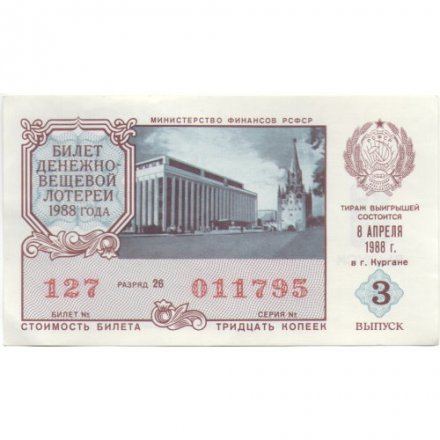 МИНИСТЕРСТВО ФИНАНСОВ РСФСР
БИЛЕТ
ДЕНЕЖНО-
ВЕЩЕВОЙ
ЛОТЕРЕИ
1988 ГОДА
ТИРАЖ ВЫИГРЫШЕЙ
СОСТОИТСЯ
8 АПРЕЛЯ
1988 г.
в г. Кургане
127
РАЗРЯД 26
011795
3
БИЛЕТ №
СЕРИЯ №
СТОИМОСТЬ БИЛЕТА
ТРИДЦАТЬ КОПЕЕК
ВЫПУСК